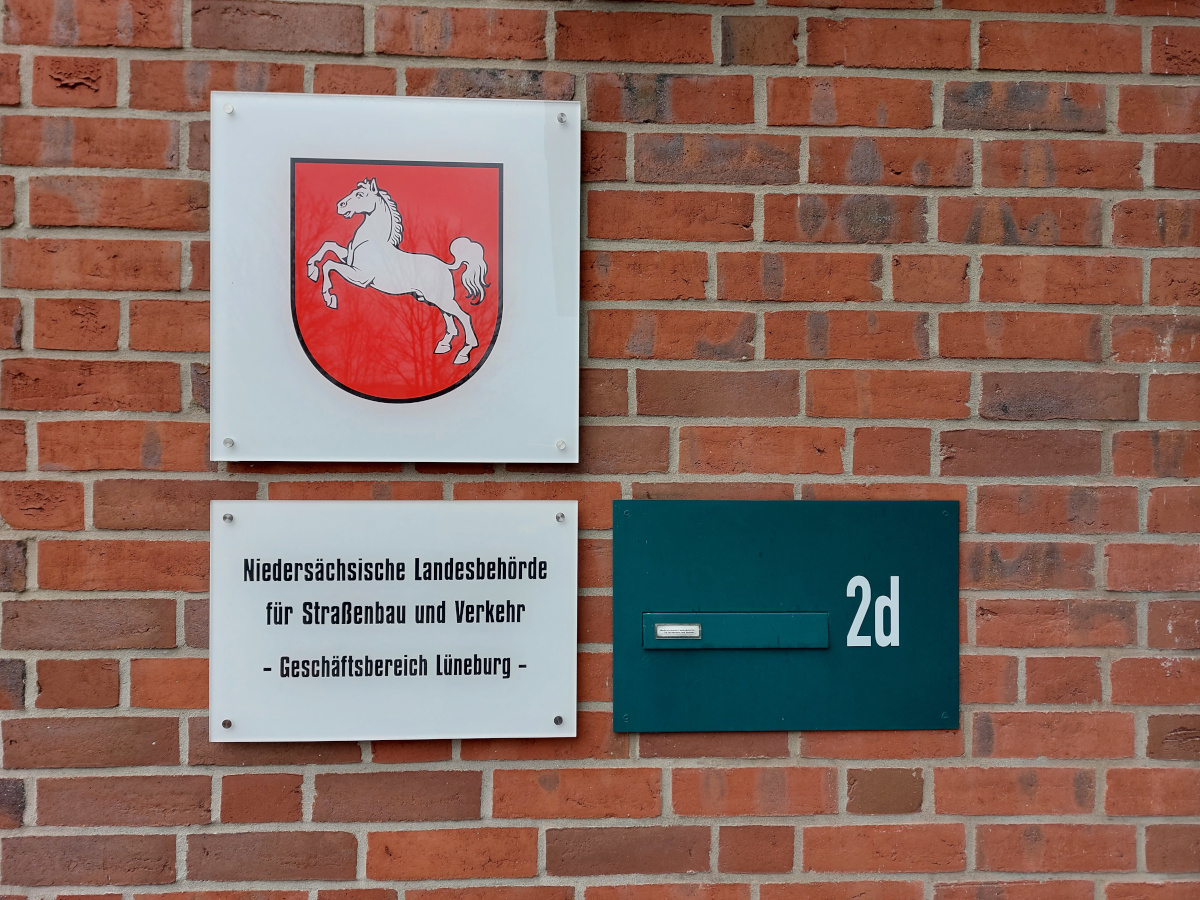 Niedersächsische Landesbehörde
für Straßenbau und Verkehr
- Geschäftsbereich Lüneburg -
2d